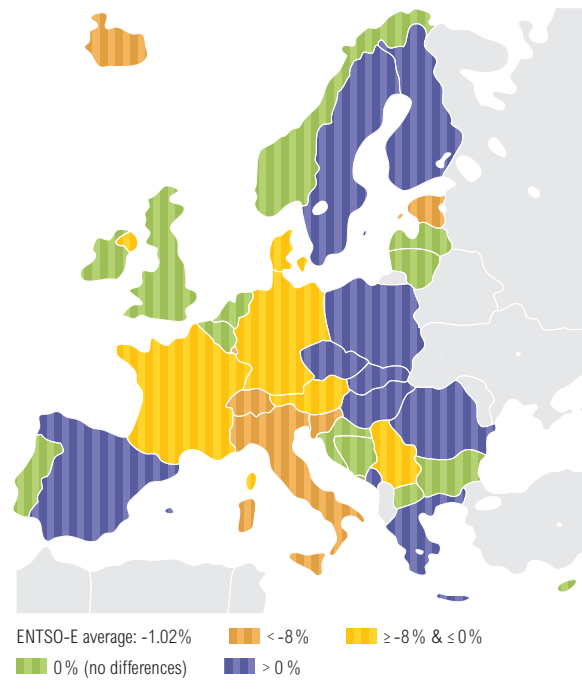 ENTSO-E average: -1.02% < -8% ≥ -8% & ≤ 0%
0% (no differences) > 0%